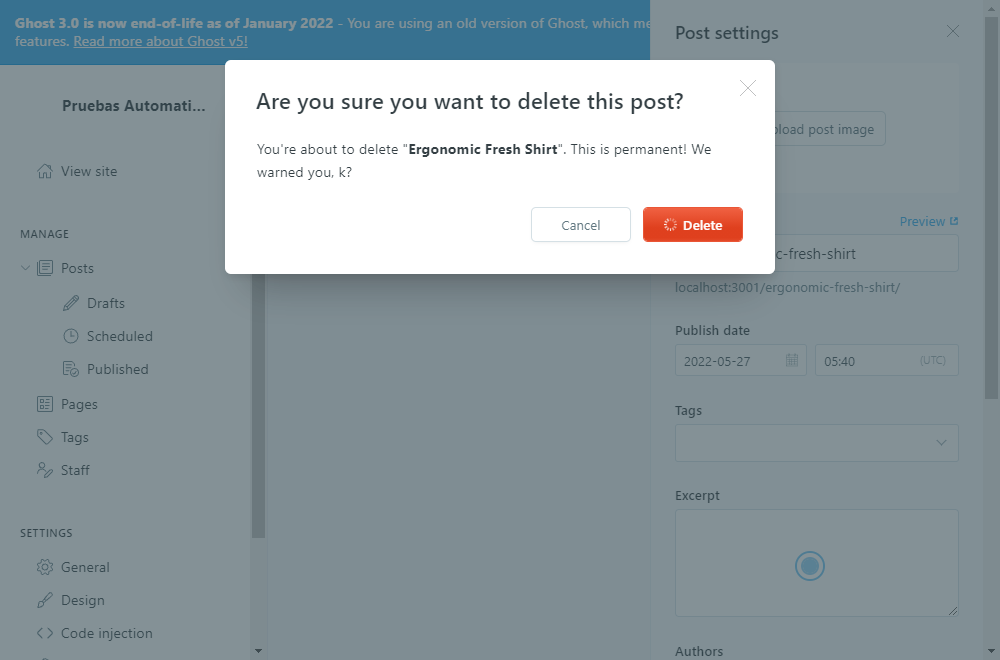 Ghost 3.0 is now end-of-life as of January 2022 - You are using an old version of Ghost, which
features. Read more about Ghost v5!
Post settings
Pruebas Automati...
Are you sure you want to delete this post?
You're about to delete "Ergonomic Fresh Shirt". This is permanent! We
warned you, k?
Cancel
Delete
post image
View site
MANAGE
Posts
Drafts
Scheduled
Published
Pages
Tags
Staff
SETTINGS
General
Design
Code injection
Preview
c-fresh-shirt
localhost:3001/ergonomic-fresh-shirt/
Publish date
2022-05-27
05:40
(UTC)
Tags
Excerpt
Authors